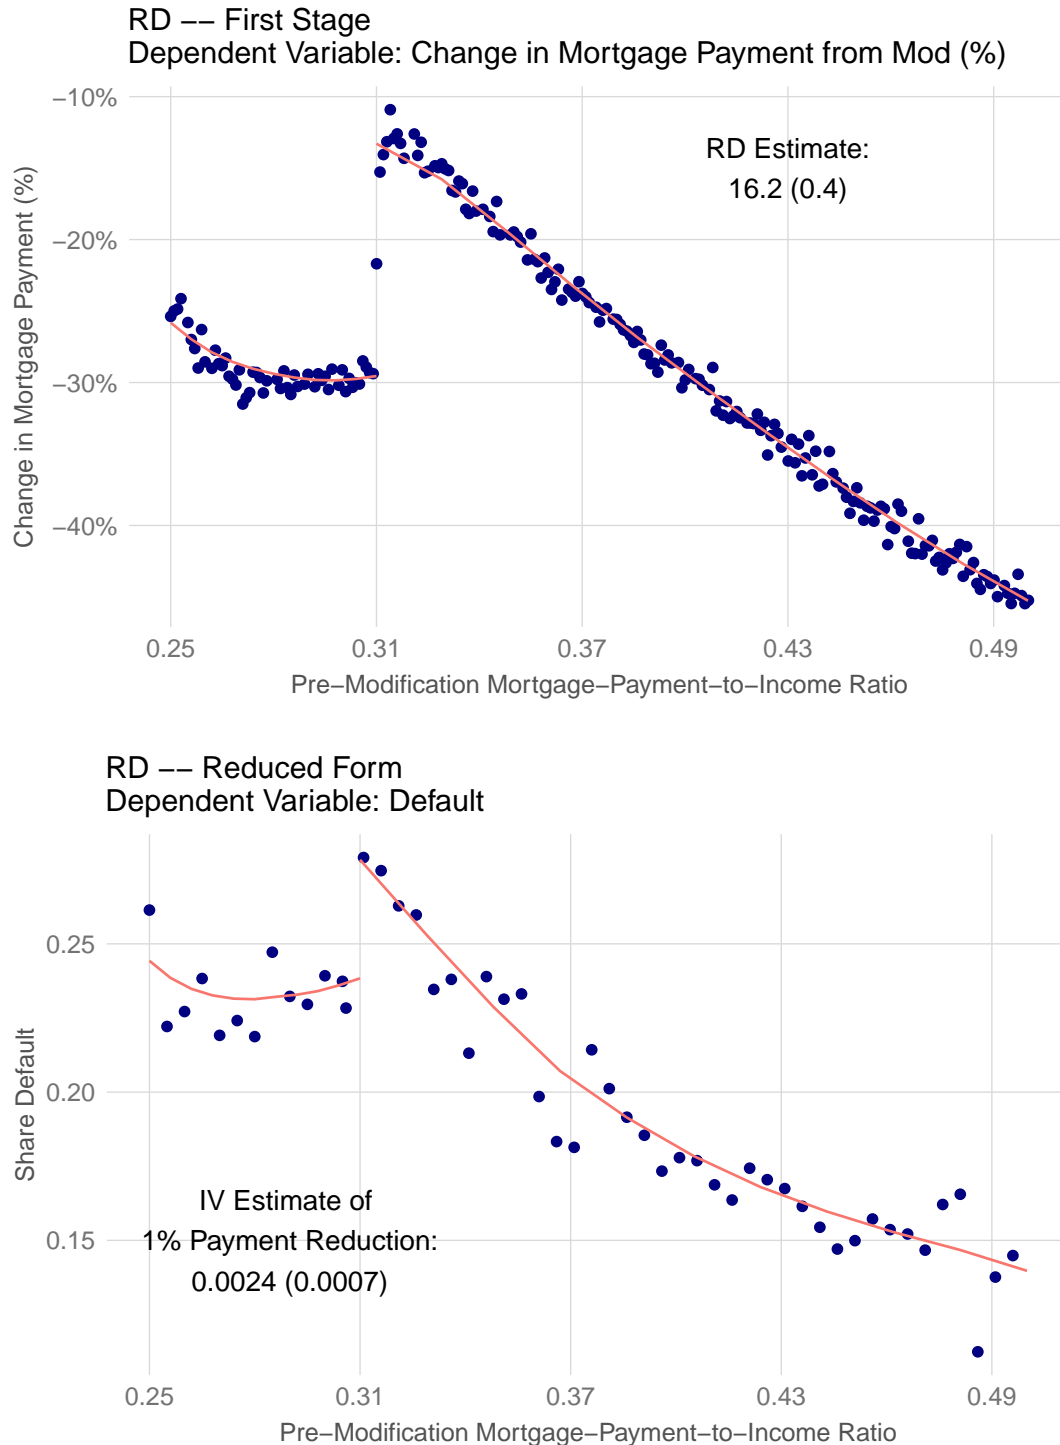 RD −− First Stage
Dependent Variable: Change in Mortgage Payment from Mod (%)
−10%
RD Estimate:
16.2 (0.4)
−20%
−30%
−40%
Change in Mortgage Payment (%)
0.25 0.31 0.37 0.43 0.49
Pre−Modification Mortgage−Payment−to−Income Ratio
RD −− Reduced Form
Dependent Variable: Default
0.25
0.20
0.15
Share Default
IV Estimate of
1% Payment Reduction:
0.0024 (0.0007)
0.25 0.31 0.37 0.43 0.49
Pre−Modification Mortgage−Payment−to−Income Ratio